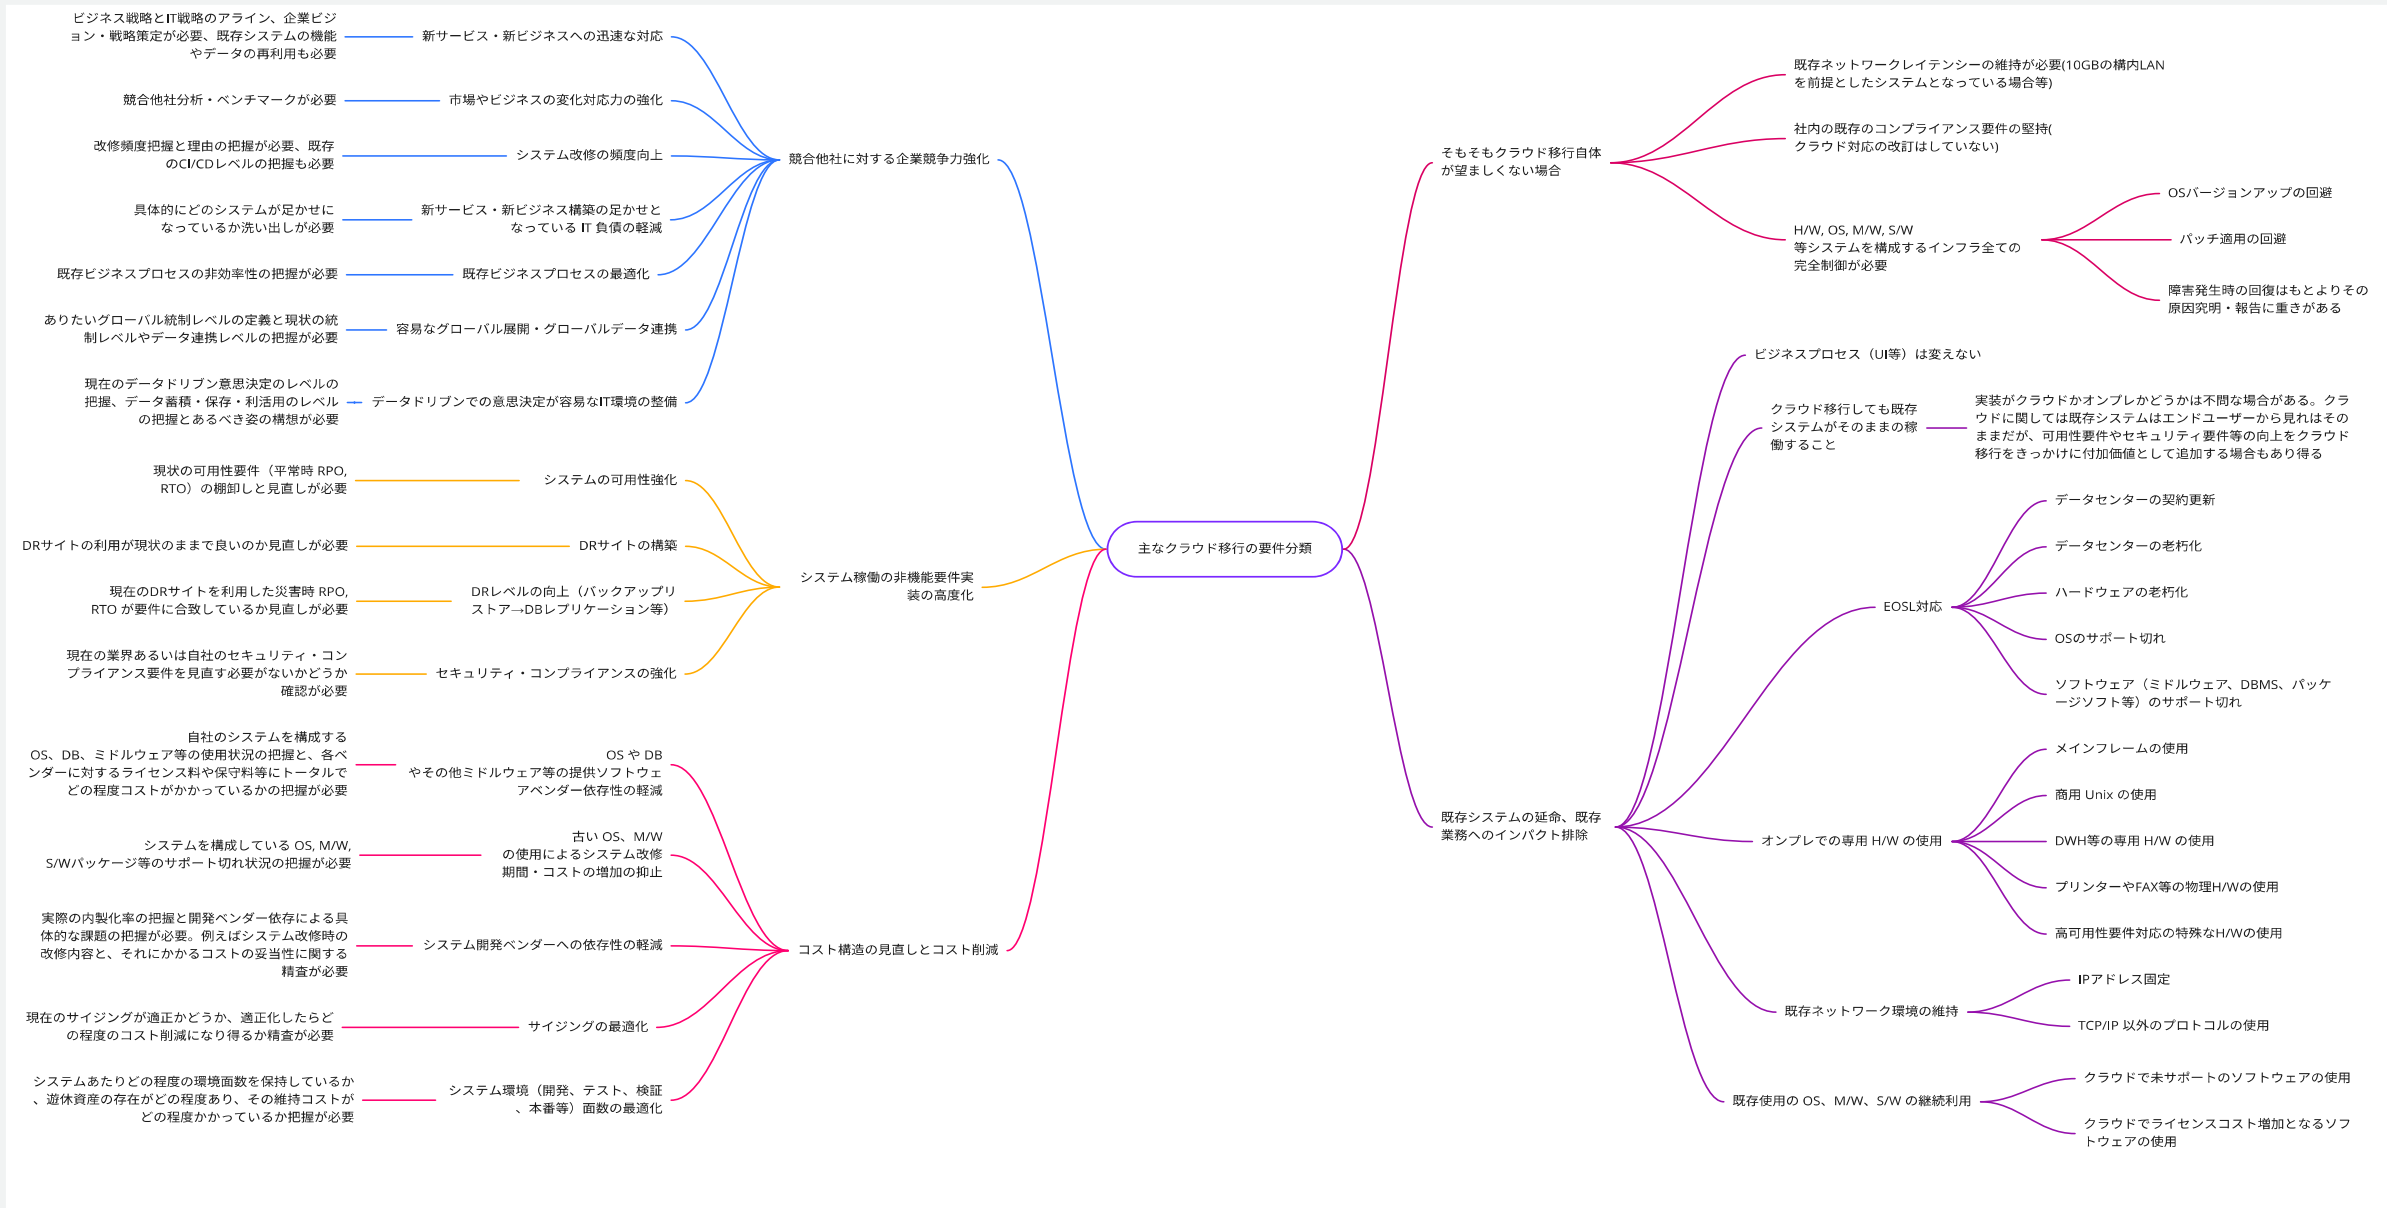 主なクラウド移行の要件分類
競合他社に対する企業競争力強化
新サービス・新ビジネスへの迅速な対応
ビジネス戦略とIT戦略のアライン、企業ビジ
ョン・戦略策定が必要、既存システムの機能
やデータの再利用も必要
市場やビジネスの変化対応力の強化
競合他社分析・ベンチマークが必要
システム改修の頻度向上
改修頻度把握と理由の把握が必要、既存
のCI/CDレベルの把握も必要
新サービス・新ビジネス構築の足かせと
なっている IT 負債の軽減
具体的にどのシステムが足かせに
なっているか洗い出しが必要
既存ビジネスプロセスの最適化
既存ビジネスプロセスの非効率性の把握が必要
容易なグローバル展開・グローバルデータ連携
ありたいグローバル統制レベルの定義と現状の統
制レベルやデータ連携レベルの把握が必要
データドリブンでの意思決定が容易なIT環境の整備
現在のデータドリブン意思決定のレベルの
把握、データ蓄積・保存・利活用のレベル
の把握とあるべき姿の構想が必要
システム稼働の非機能要件実
装の高度化
システムの可用性強化
現状の可用性要件（平常時 RPO,
RTO）の棚卸しと見直しが必要
DRサイトの構築
DRサイトの利用が現状のままで良いのか見直しが必要
DRレベルの向上（バックアップリ
ストア→DBレプリケーション等）
現在のDRサイトを利用した災害時 RPO,
RTO が要件に合致しているか見直しが必要
セキュリティ・コンプライアンスの強化
現在の業界あるいは自社のセキュリティ・コン
プライアンス要件を見直す必要がないかどうか
確認が必要
コスト構造の見直しとコスト削減
OS や DB
やその他ミドルウェア等の提供ソフトウェ
アベンダー依存性の軽減
自社のシステムを構成する
OS、DB、ミドルウェア等の使用状況の把握と、各ベ
ンダーに対するライセンス料や保守料等にトータルで
どの程度コストがかかっているかの把握が必要
古い OS、M/W
の使用によるシステム改修
期間・コストの増加の抑止
システムを構成している OS, M/W,
S/Wパッケージ等のサポート切れ状況の把握が必要
システム開発ベンダーへの依存性の軽減
実際の内製化率の把握と開発ベンダー依存による具
体的な課題の把握が必要。例えばシステム改修時の
改修内容と、それにかかるコストの妥当性に関する
精査が必要
サイジングの最適化
現在のサイジングが適正かどうか、適正化したらど
の程度のコスト削減になり得るか精査が必要
システム環境（開発、テスト、検証
、本番等）面数の最適化
システムあたりどの程度の環境面数を保持しているか
、遊休資産の存在がどの程度あり、その維持コストが
どの程度かかっているか把握が必要
そもそもクラウド移行自体
が望ましくない場合
既存ネットワークレイテンシーの維持が必要(10GBの構内LAN
を前提としたシステムとなっている場合等)
社内の既存のコンプライアンス要件の堅持(
クラウド対応の改訂はしていない)
H/W, OS, M/W, S/W
等システムを構成するインフラ全ての
完全制御が必要
OSバージョンアップの回避
パッチ適用の回避
障害発生時の回復はもとよりその
原因究明・報告に重きがある
既存システムの延命、既存
業務へのインパクト排除
ビジネスプロセス（UI等）は変えない
クラウド移行しても既存
システムがそのままの稼
働すること
実装がクラウドかオンプレかどうかは不問な場合がある。クラ
ウドに関しては既存システムはエンドユーザーから見れはその
ままだが、可用性要件やセキュリティ要件等の向上をクラウド
移行をきっかけに付加価値として追加する場合もあり得る
EOSL対応
データセンターの契約更新
データセンターの老朽化
ハードウェアの老朽化
OSのサポート切れ
ソフトウェア（ミドルウェア、DBMS、パッケ
ージソフト等）のサポート切れ
オンプレでの専用 H/W の使用
メインフレームの使用
商用 Unix の使用
DWH等の専用 H/W の使用
プリンターやFAX等の物理H/Wの使用
高可用性要件対応の特殊なH/Wの使用
既存ネットワーク環境の維持
IPアドレス固定
TCP/IP 以外のプロトコルの使用
既存使用の OS、M/W、S/W の継続利用
クラウドで未サポートのソフトウェアの使用
クラウドでライセンスコスト増加となるソフ
トウェアの使用